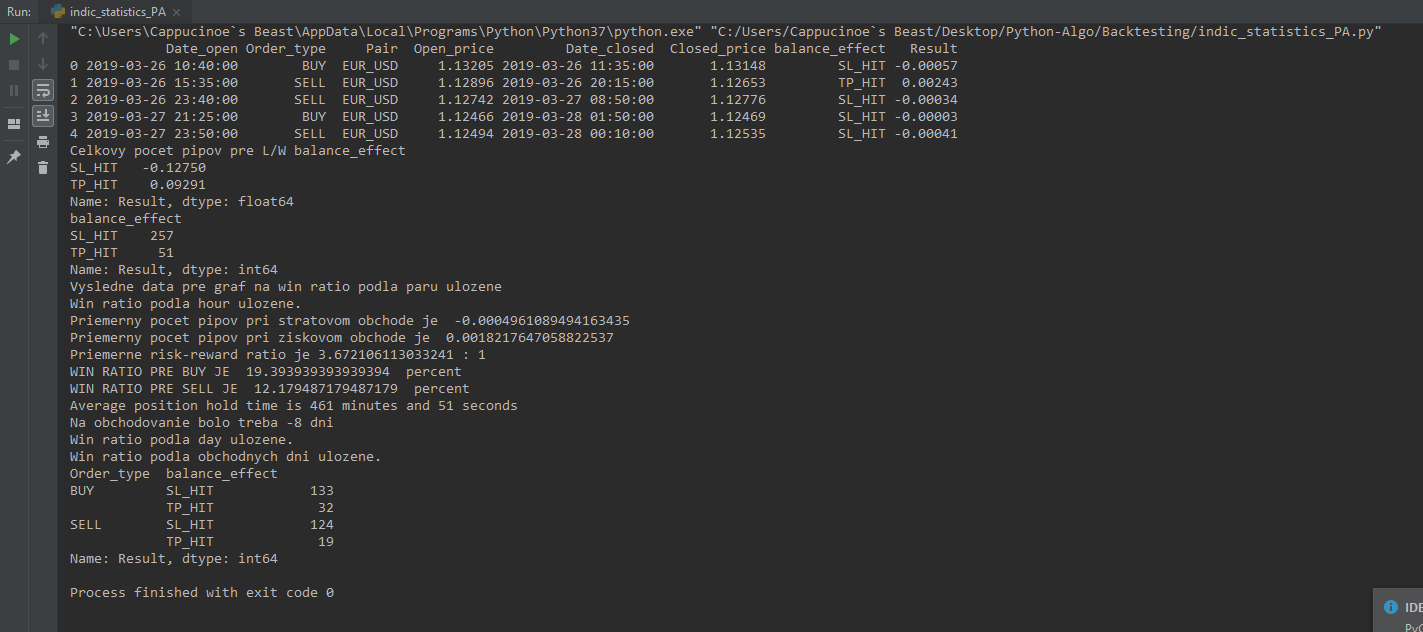 Run: indic_statistics_PA
"C:\Users\Cappucinoe`s Beast\AppData\Local\Programs\Python\Python37\python.exe" "C:/Users/Cappucinoe`s Beast/Desktop/Python-Algo/Backtesting/indic_statistics_PA.py"
Date_open Order_type Pair Open_price Date_closed Closed_price balance_effect Result
0 2019-03-26 10:40:00 BUY EUR_USD 1.13205 2019-03-26 11:35:00 1.13148 SL_HIT -0.00057
1 2019-03-26 15:35:00 SELL EUR_USD 1.12896 2019-03-26 20:15:00 1.12653 TP_HIT 0.00243
2 2019-03-26 23:40:00 SELL EUR_USD 1.12742 2019-03-27 08:50:00 1.12776 SL_HIT -0.00034
3 2019-03-27 21:25:00 BUY EUR_USD 1.12466 2019-03-28 01:50:00 1.12469 SL_HIT -0.00003
4 2019-03-27 23:50:00 SELL EUR_USD 1.12494 2019-03-28 00:10:00 1.12535 SL_HIT -0.00041
Celkovy pocet pipov pre L/W balance_effect
SL_HIT -0.12750
TP_HIT 0.09291
Name: Result, dtype: float64
balance_effect
SL_HIT 257
TP_HIT 51
Name: Result, dtype: int64
Vysledne data pre graf na win ratio podla paru ulozene
Win ratio podla hour ulozene.
Priemerny pocet pipov pri stratovom obchode je -0.0004961089494163435
Priemerny pocet pipov pri ziskovom obchode je 0.0018217647058822537
Priemerne risk-reward ratio je 3.672106113033241 : 1
WIN RATIO PRE BUY JE 19.393939393939394 percent
WIN RATIO PRE SELL JE 12.179487179487179 percent
Average position hold time is 461 minutes and 51 seconds
Na obchodovanie bolo treba -8 dni
Win ratio podla day ulozene.
Win ratio podla obchodnych dni ulozene.
Order_type balance_effect
BUY SL_HIT 133
TP_HIT 32
SELL SL_HIT 124
TP_HIT 19
Name: Result, dtype: int64
Process finished with exit code 0
IDE